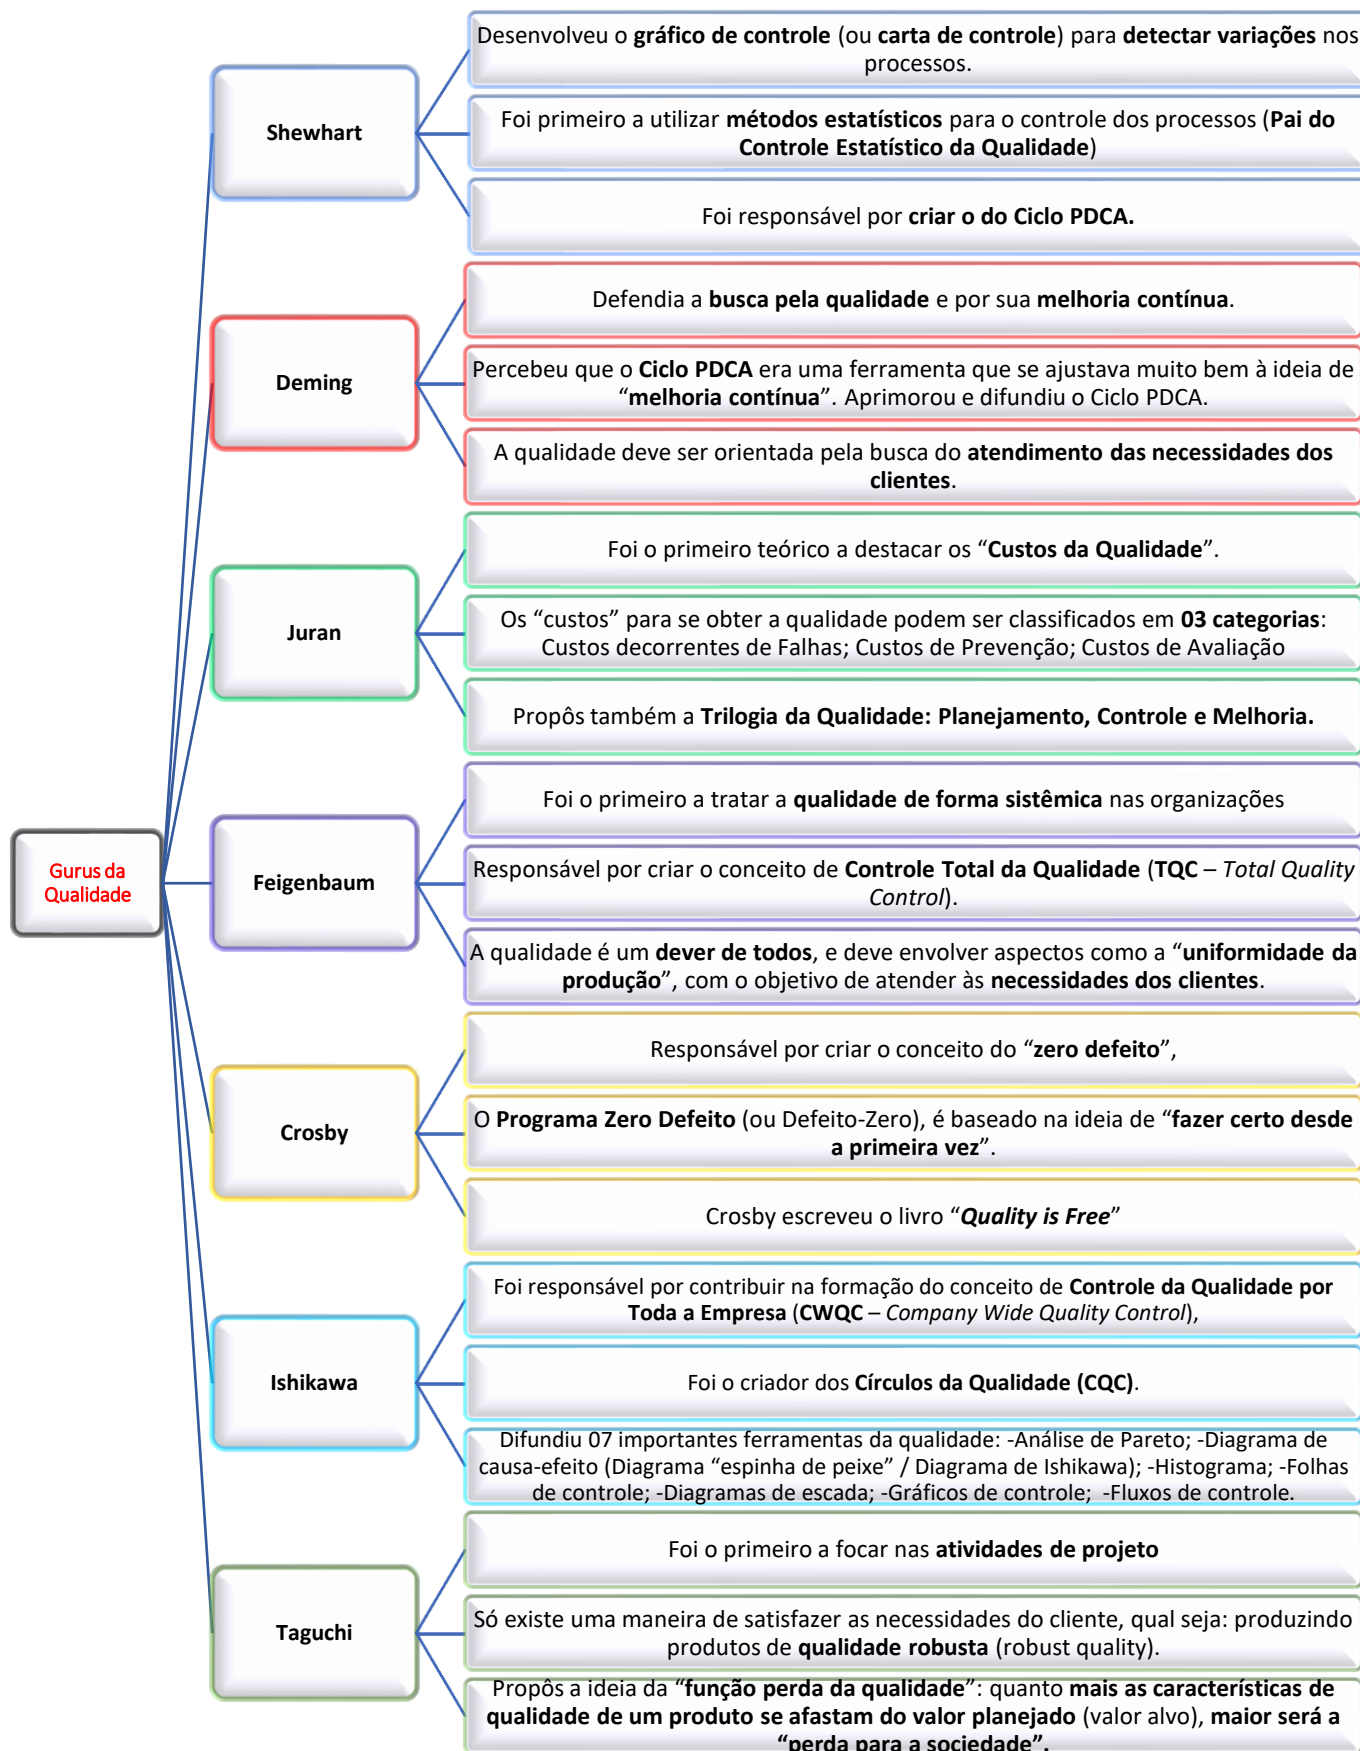 Gurus da
Qualidade
Shewhart
Desenvolveu o gráfico de controle (ou carta de controle) para detectar variações nos
processos.
Foi primeiro a utilizar métodos estatísticos para o controle dos processos (Pai do
Controle Estatístico da Qualidade)
Foi responsável por criar o do Ciclo PDCA.
Deming
Defendia a busca pela qualidade e por sua melhoria contínua.
Percebeu que o Ciclo PDCA era uma ferramenta que se ajustava muito bem à ideia de
“melhoria contínua”. Aprimorou e difundiu o Ciclo PDCA.
A qualidade deve ser orientada pela busca do atendimento das necessidades dos
clientes.
Juran
Foi o primeiro teórico a destacar os “Custos da Qualidade”.
Os “custos” para se obter a qualidade podem ser classificados em 03 categorias:
Custos decorrentes de Falhas; Custos de Prevenção; Custos de Avaliação
Propôs também a Trilogia da Qualidade: Planejamento, Controle e Melhoria.
Feigenbaum
Foi o primeiro a tratar a qualidade de forma sistêmica nas organizações
Responsável por criar o conceito de Controle Total da Qualidade (TQC – Total Quality
Control).
A qualidade é um dever de todos, e deve envolver aspectos como a “uniformidade da
produção”, com o objetivo de atender às necessidades dos clientes.
Crosby
Responsável por criar o conceito do “zero defeito”,
O Programa Zero Defeito (ou Defeito-Zero), é baseado na ideia de “fazer certo desde
a primeira vez”.
Crosby escreveu o livro “Quality is Free”
Ishikawa
Foi responsável por contribuir na formação do conceito de Controle da Qualidade por
Toda a Empresa (CWQC – Company Wide Quality Control),
Foi o criador dos Círculos da Qualidade (CQC).
Difundiu 07 importantes ferramentas da qualidade: -Análise de Pareto; -Diagrama de
causa-efeito (Diagrama “espinha de peixe” / Diagrama de Ishikawa); -Histograma; -Folhas
de controle; -Diagramas de escada; -Gráficos de controle; -Fluxos de controle.
Taguchi
Foi o primeiro a focar nas atividades de projeto
Só existe uma maneira de satisfazer as necessidades do cliente, qual seja: produzindo
produtos de qualidade robusta (robust quality).
Propôs a ideia da “função perda da qualidade”: quanto mais as características de
qualidade de um produto se afastam do valor planejado (valor alvo), maior será a
“perda para a sociedade”.